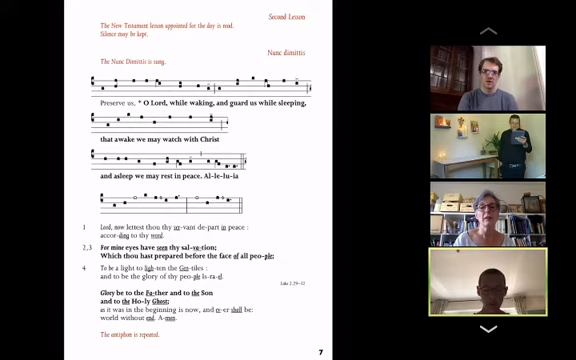 Second Lesson
The New Testament lesson appointed for the day is read.
Silence may be kept.
Nunc dimittis
The Nunc Dimittis is sung.
Preserve us, * O Lord, while waking, and guard us while sleeping,
that awake we may watch with Christ
and asleep we may rest in peace. Al-le-lu-ia
1 Lord, now lettest thou thy ser-vant de-part in peace :
accor-ding to thy word.
2,3 For mine eyes have seen thy sal-va-tion;
Which thou hast prepared before the face of all peo-ple;
4 To be a light to ligh-ten the Gen-tiles :
and to be the glory of thy peo-ple Is-ra-el.
Luke 2.29-32
Glory be to the Fa-ther and to the Son
and to the Ho-ly Ghost;
as it was in the beginning is now, and ev-er shall be:
world without end. A-men.
The antiphon is repeated.
7